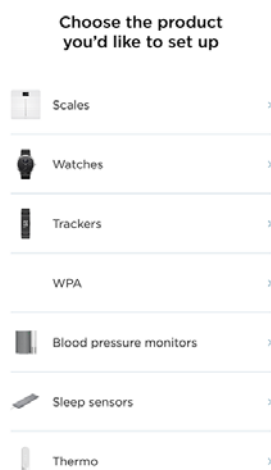 Choose the product
you'd like to set up
Scales
Watches
Trackers
WPA
Blood pressure monitors
Sleep sensors
Thermo